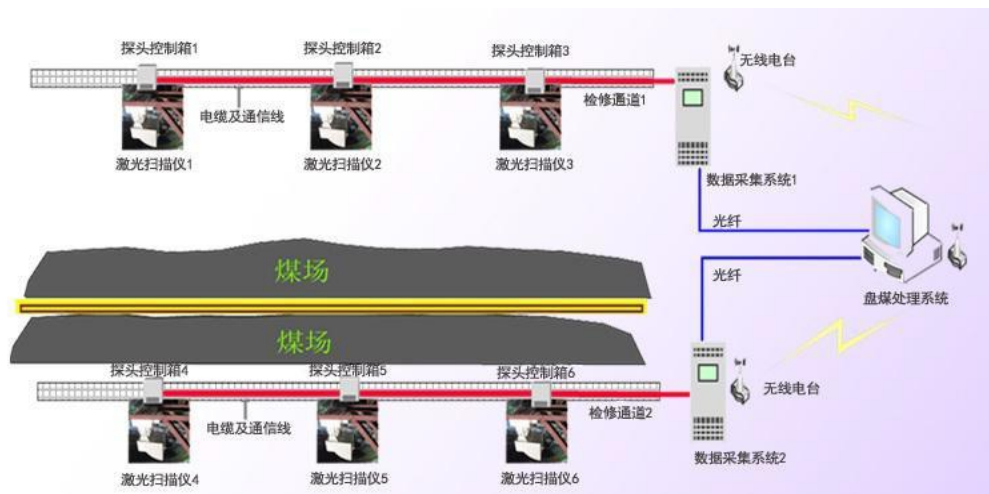 探头控制箱1
探头控制箱2
探头控制箱3
无线电台
电缆及通信线
检修通道1
激光扫描仪1
激光扫描仪2
激光扫描仪3
数据采集系统1
光纤
煤场
光纤
盘煤处理系统
煤场
探头控制箱4
探头控制箱5
探头控制箱6
无线电台
电缆及通信线
检修通道2
激光扫描仪4
激光扫描仪5
激光扫描仪6
数据采集系统2